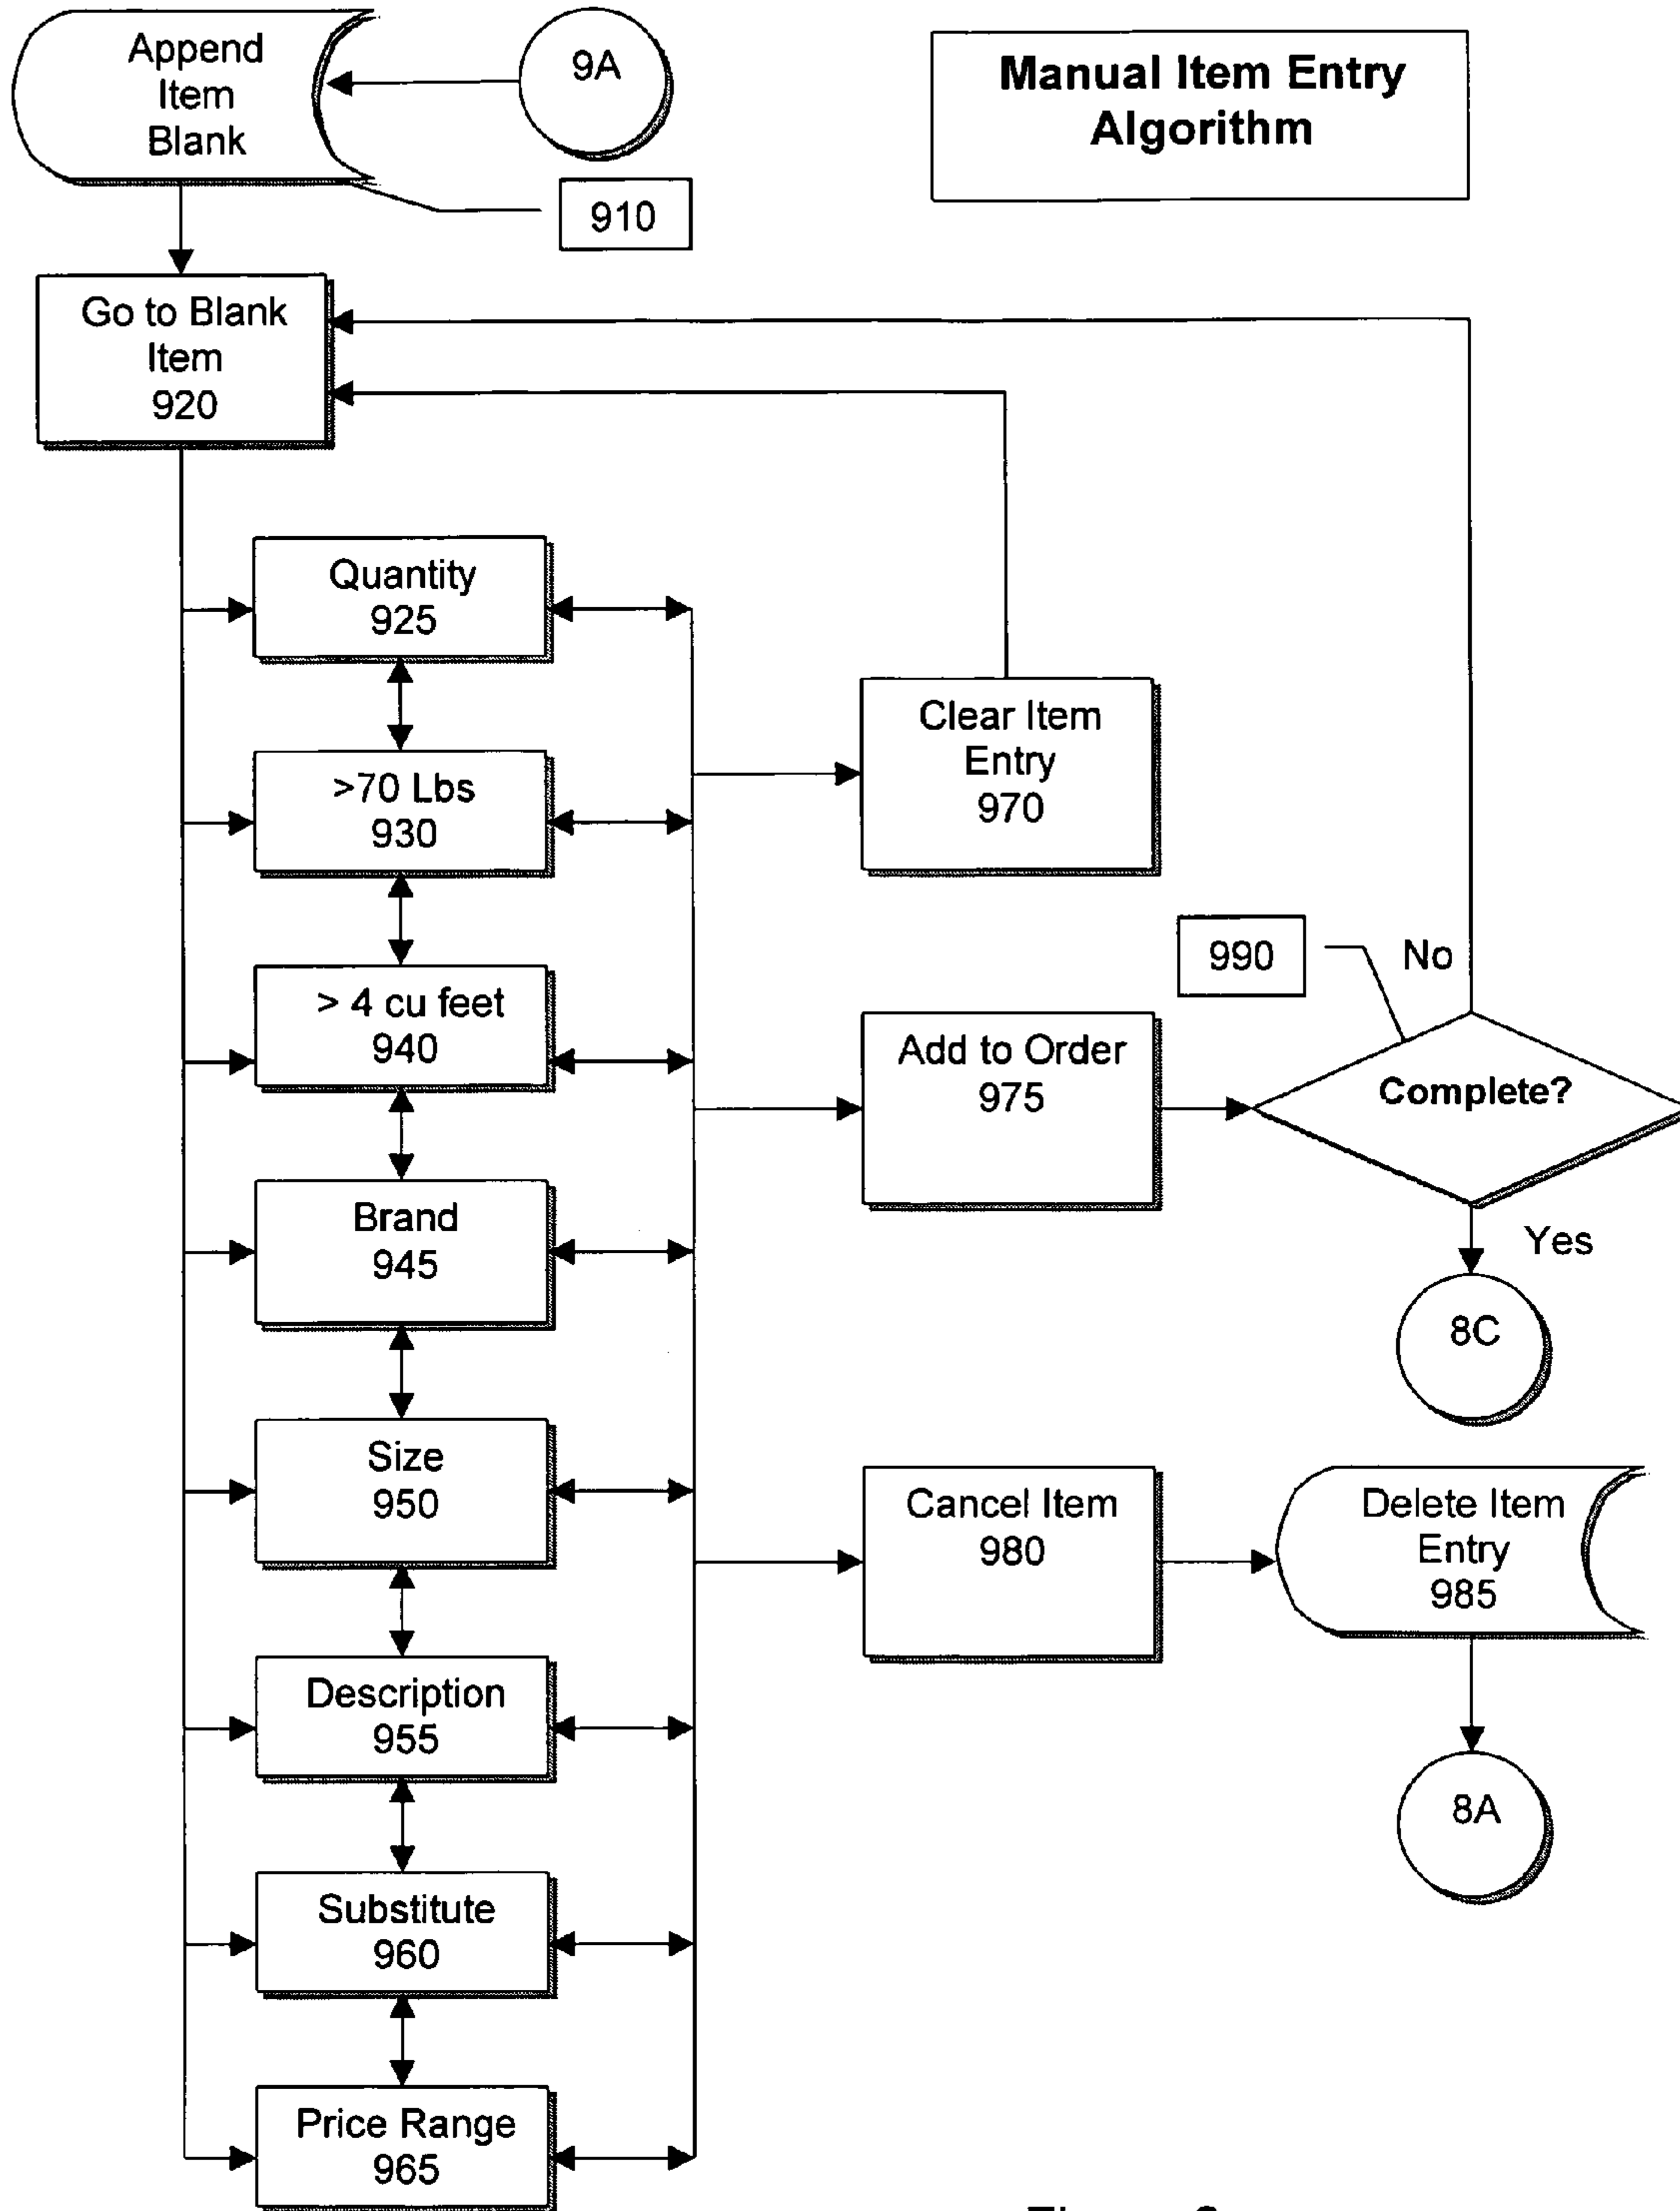 Append
Item
Blank
9A
Manual Item Entry
Algorithm
910
Go to Blank
Item
920
Quantity
925
>70 Lbs
930
> 4 cu feet
940
Brand
945
Size
950
Description
955
Substitute
960
Price Range
965
Clear Item
Entry
970
Add to Order
975
990
No
Complete?
Yes
8C
Cancel Item
980
Delete Item
Entry
985
8A